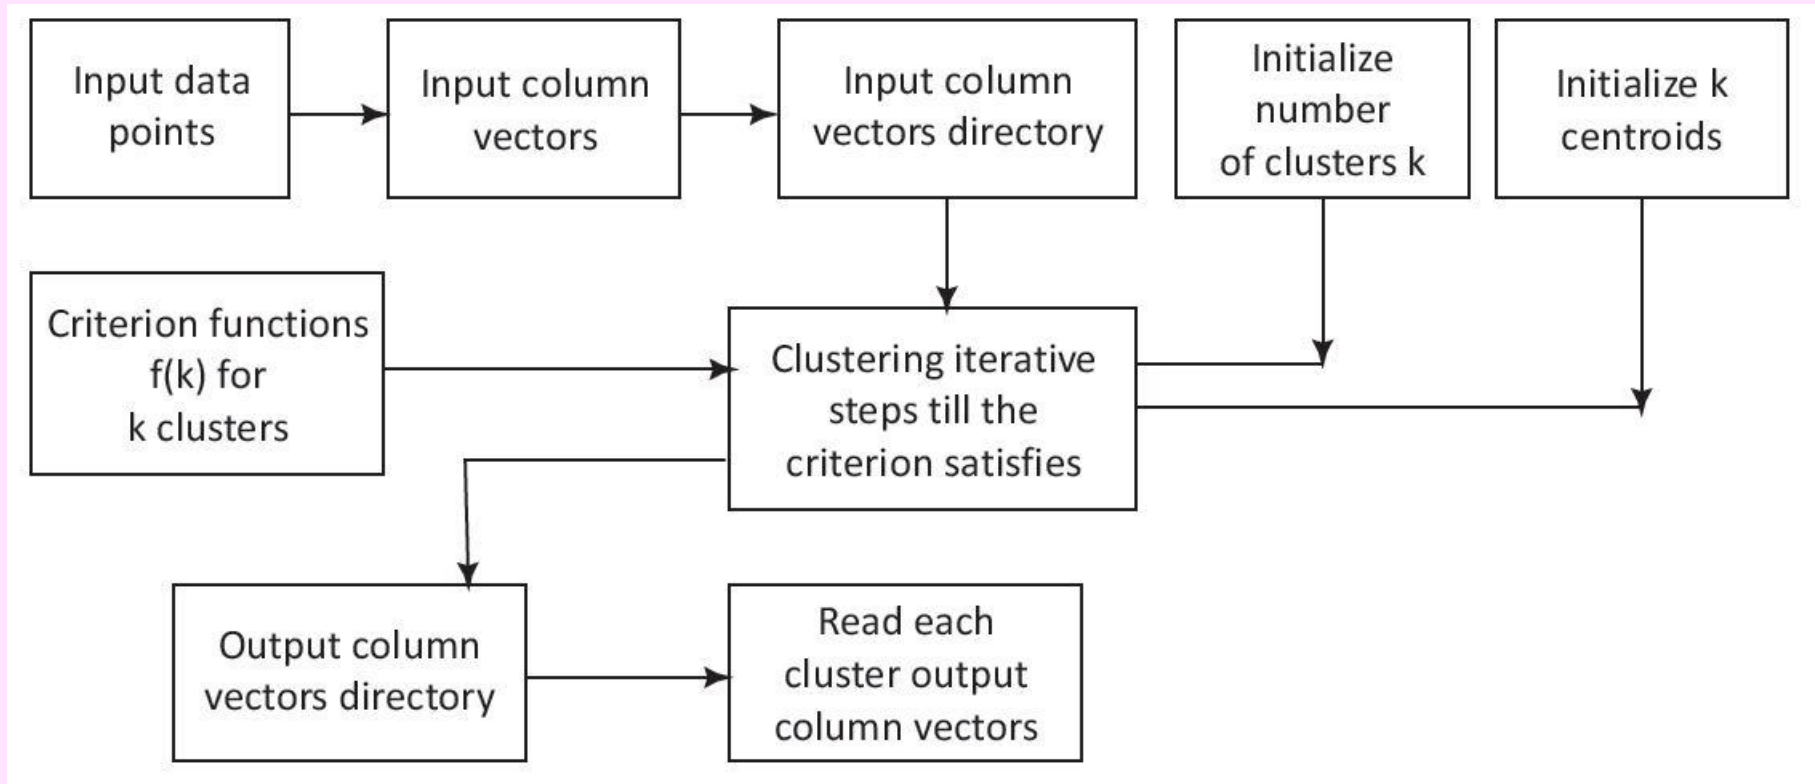 Input data
points
Input column
vectors
Input column
vectors directory
Initialize
number
of clusters k
Initialize k
centroids
Criterion functions
f(k) for
k clusters
Clustering iterative
steps till the
criterion satisfies
Output column
vectors directory
Read each
cluster output
column vectors